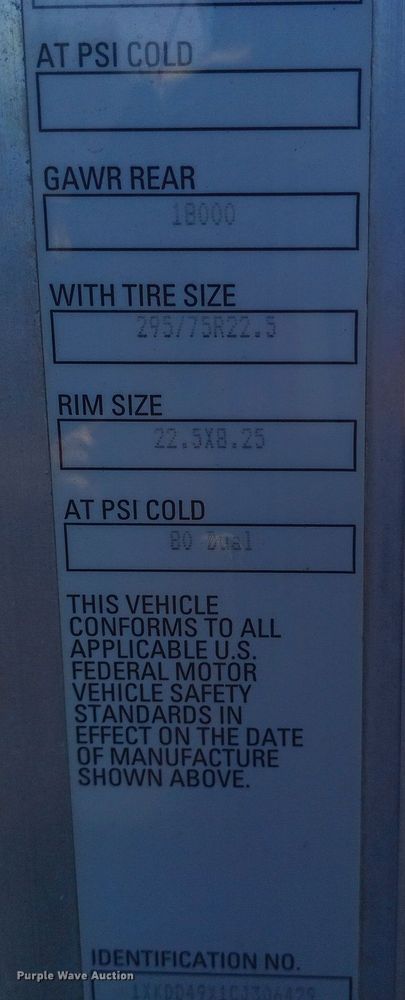 AT PSI COLD
GAWR REAR
18000
WITH TIRE SIZE
295/75R22.5
RIM SIZE
22.5X8.25
AT PSI COLD
80 Dual
THIS VEHICLE
CONFORMS TO ALL
APPLICABLE U.S.
FEDERAL MOTOR
VEHICLE SAFETY
STANDARDS IN
EFFECT ON THE DATE
OF MANUFACTURE
SHOWN ABOVE.
IDENTIFICATION NO.
Purple Wave Auction